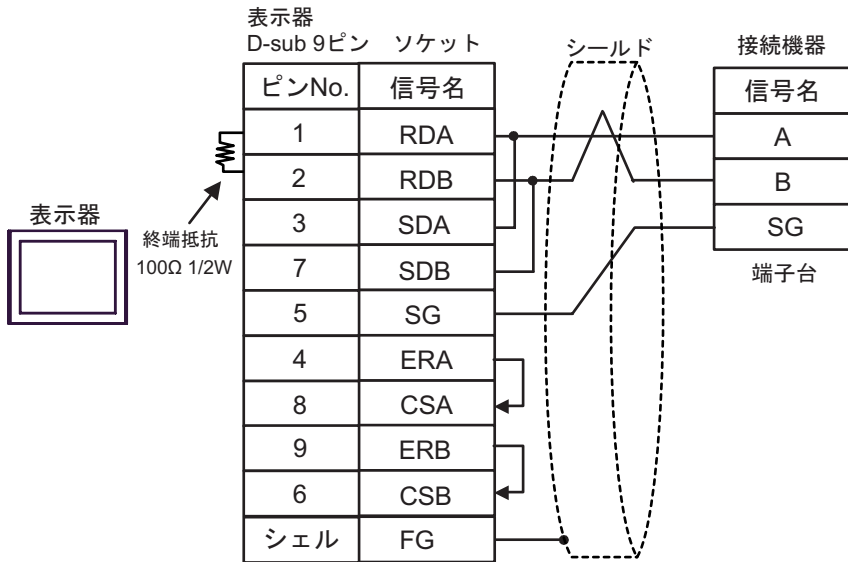 表示器
D-sub 9ピン ソケット
シールド
接続機器
ピンNo. 信号名
信号名
1 RDA
A
2 RDB
B
3 SDA
SG
7 SDB
端子台
5 SG
4 ERA
8 CSA
9 ERB
6 CSB
シェル FG
表示器
終端抵抗
100Ω 1/2W